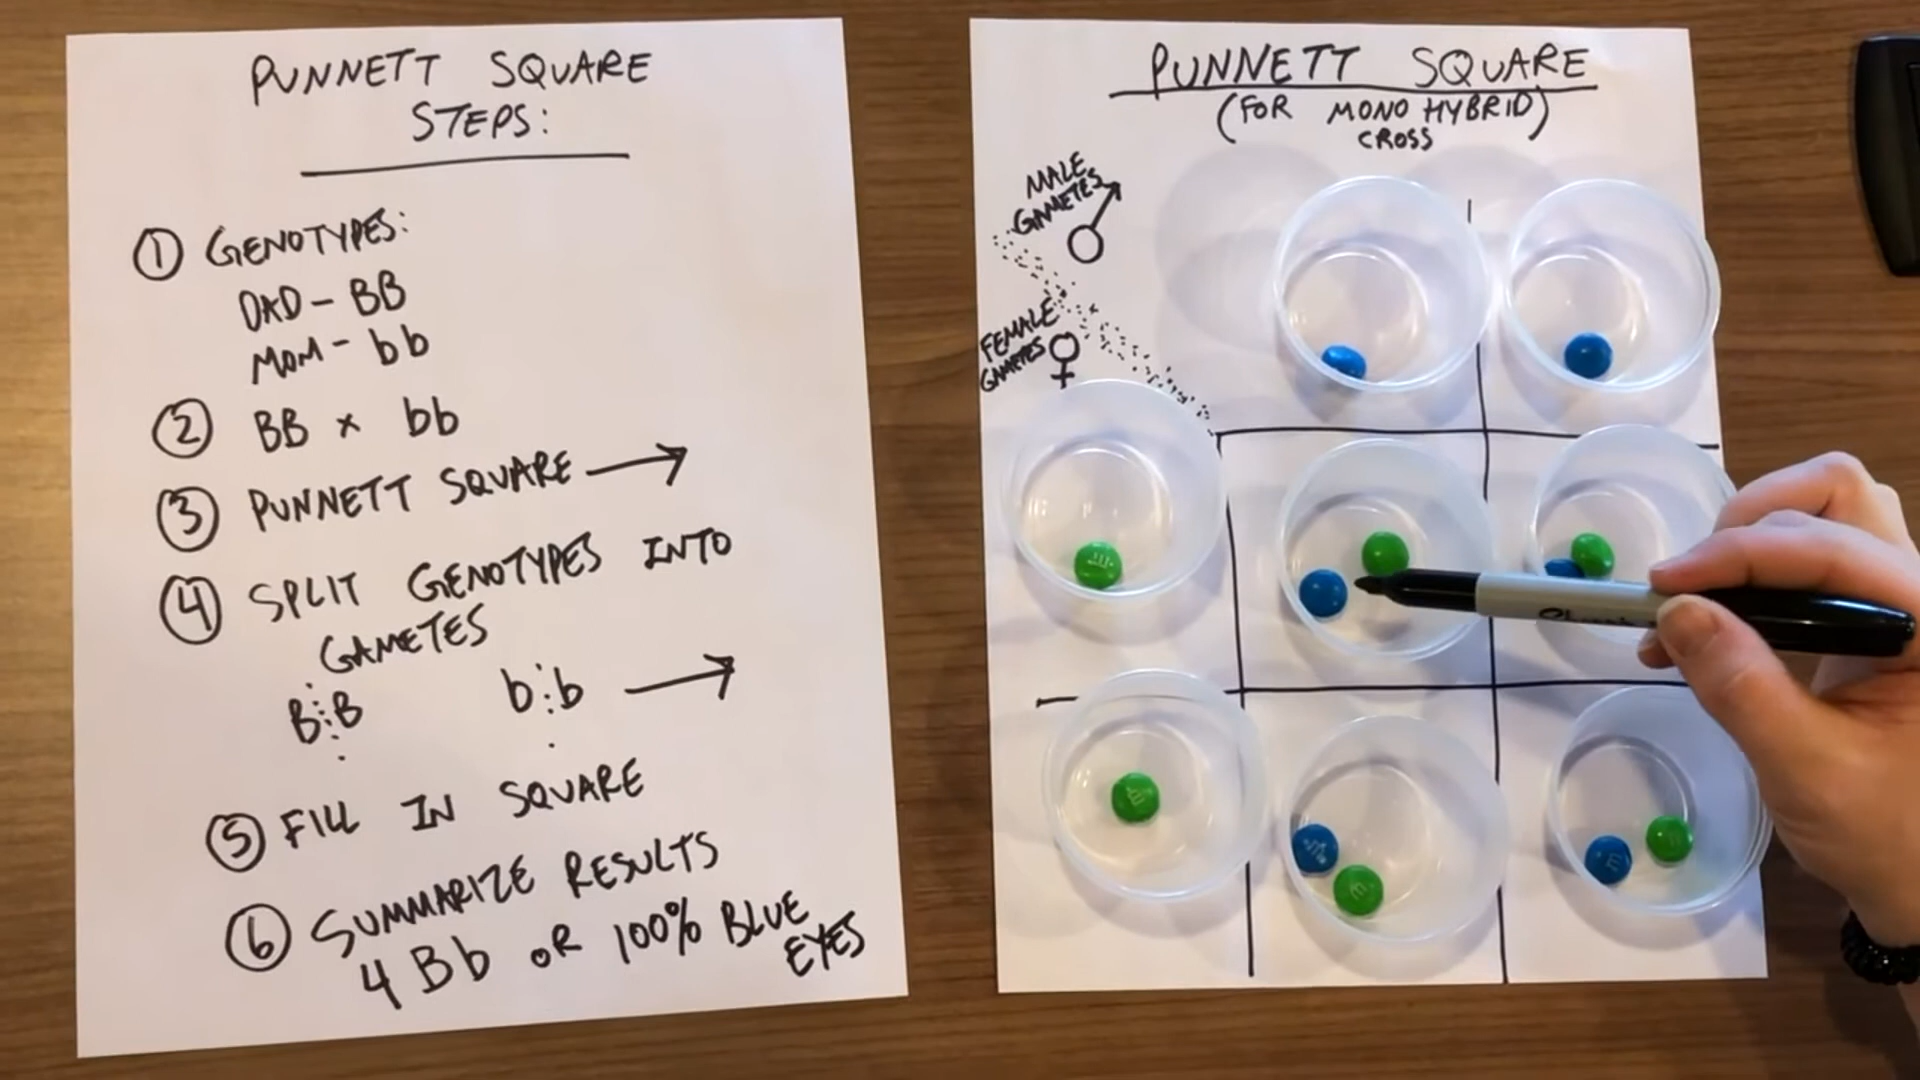 PUNNETT SQUARE
STEPS:
① GENOTYPES:
DAD - BB
MOM - bb
② BB x bb
③ PUNNETT SQUARE →
④ SPLIT GENOTYPES INTO
GAMETES
B⋮B b⋮b →
⑤ FILL IN SQUARE
⑥ SUMMARIZE RESULTS
4 Bb OR 100% BLUE
EYES
PUNNETT SQUARE
(FOR MONOHYBRID)
CROSS
MALE
GAMETES
♂
FEMALE
GAMETES
♀